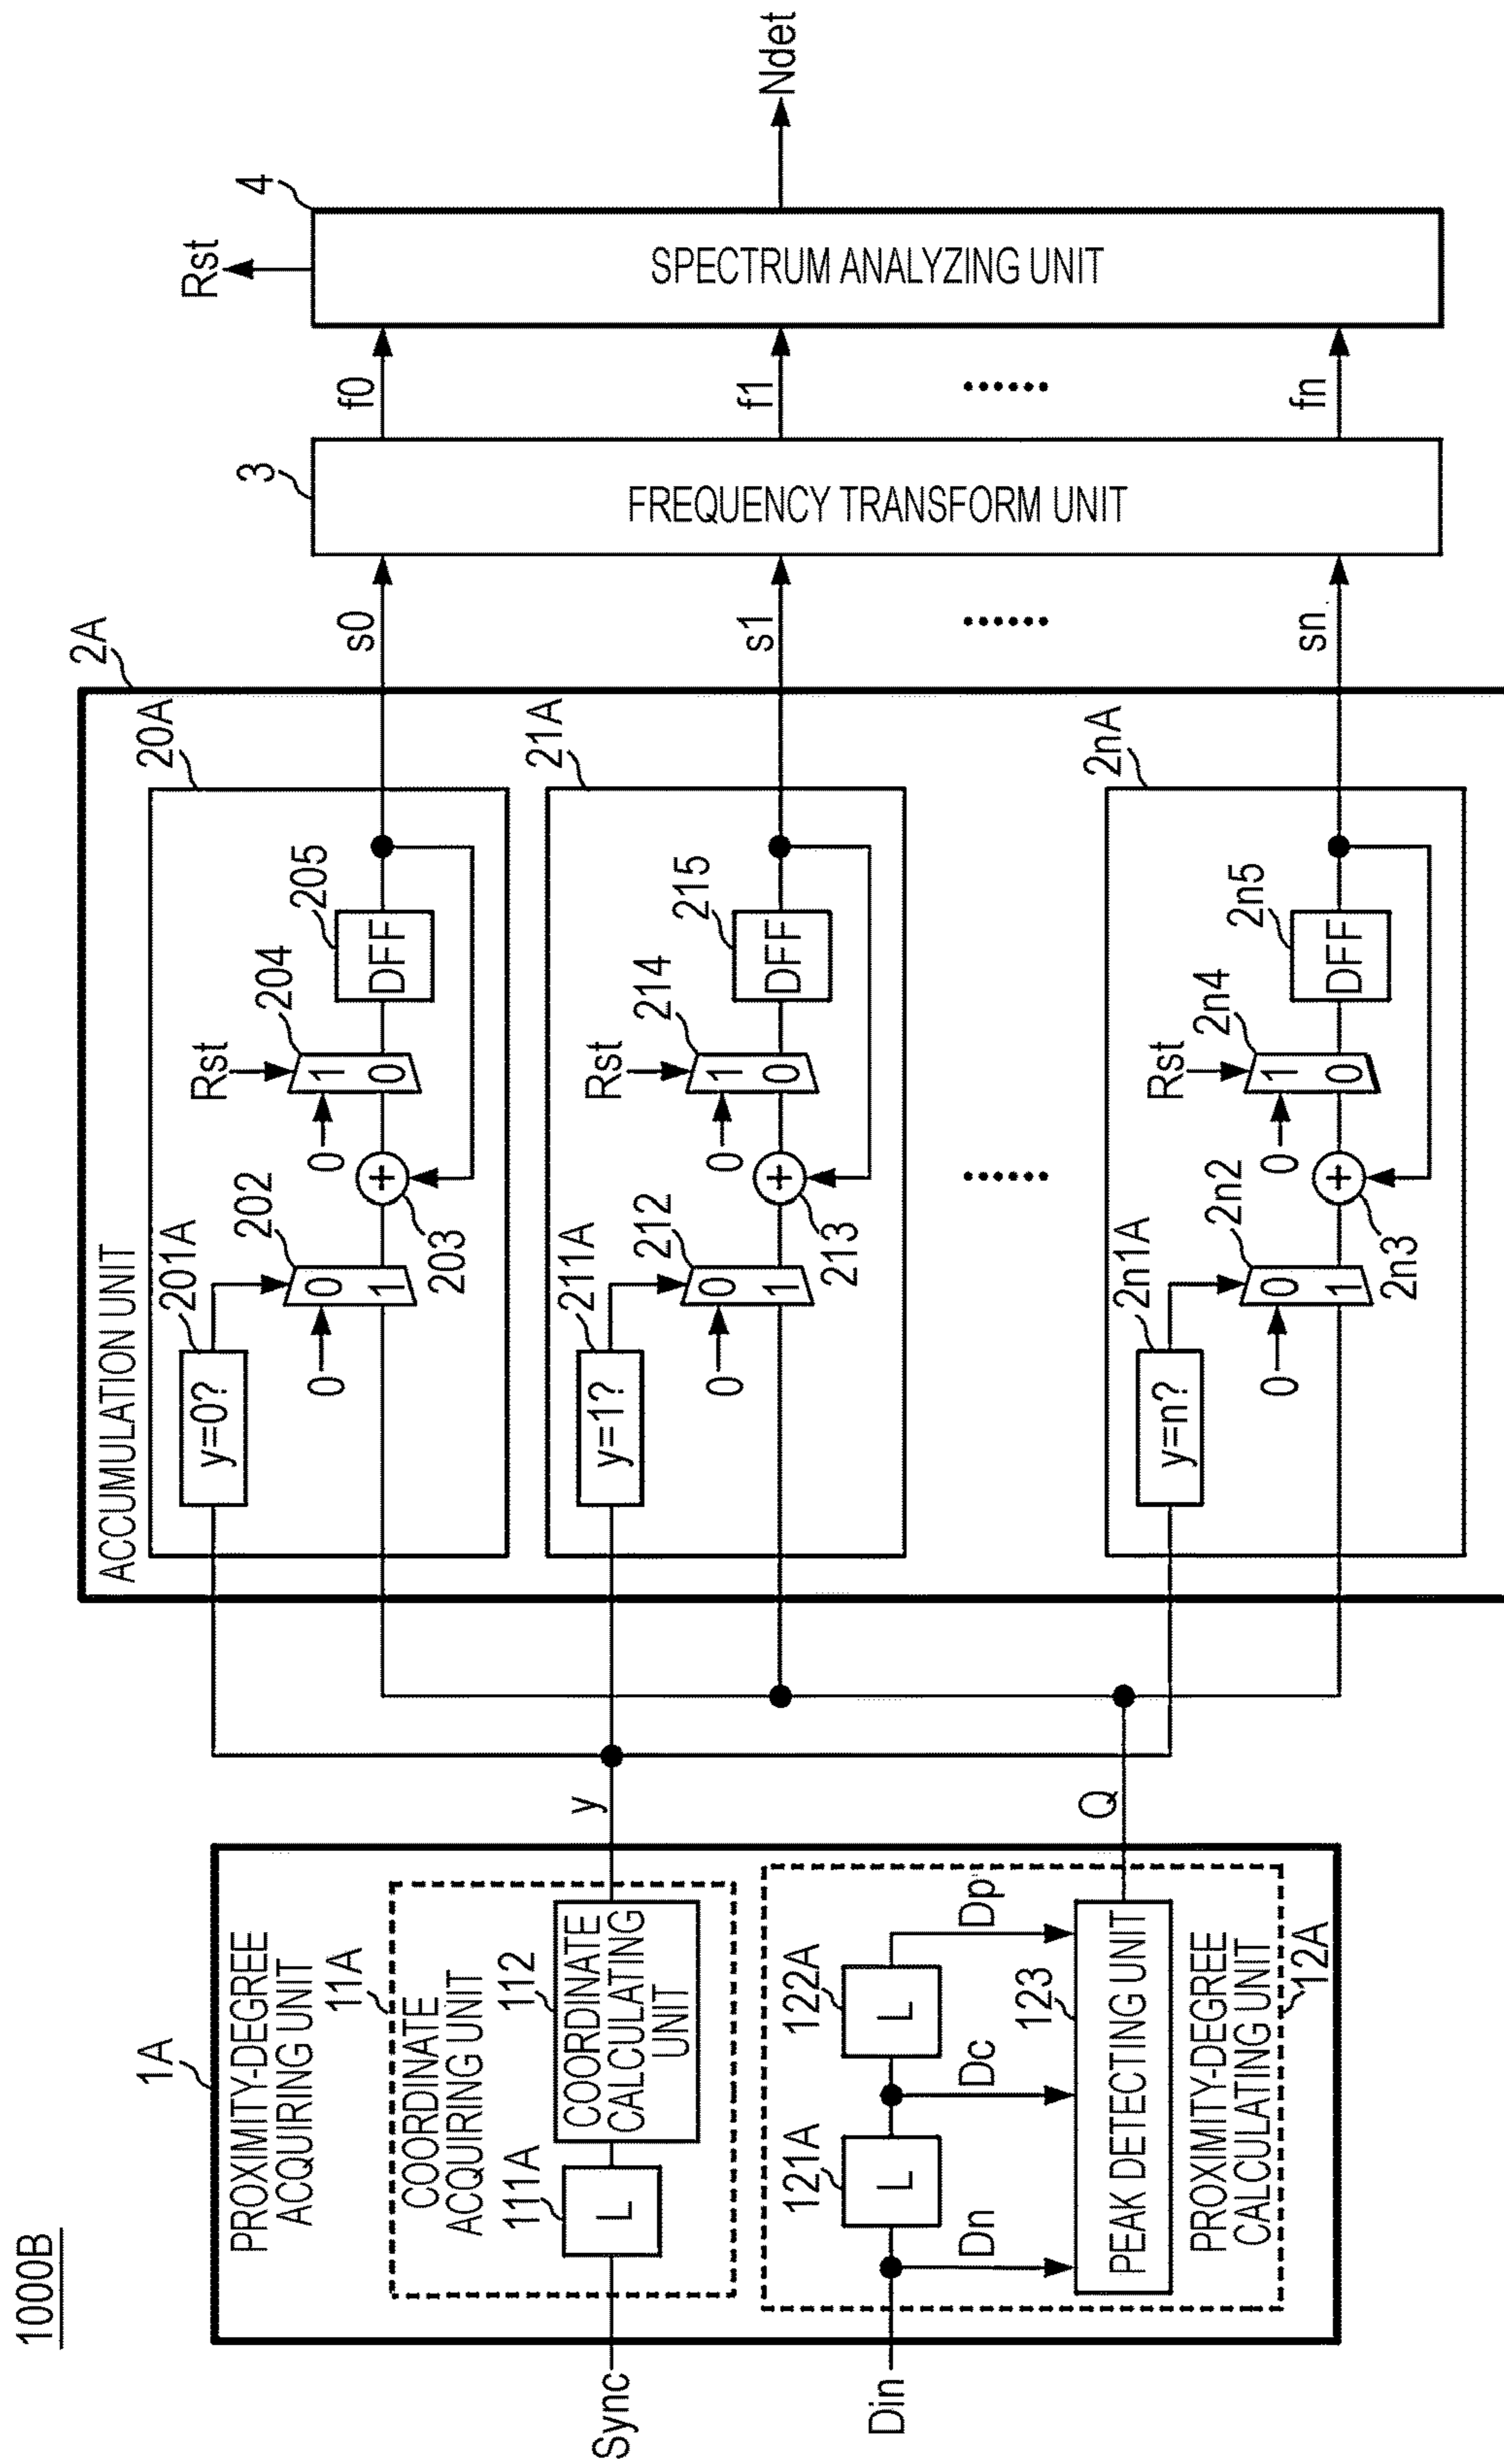 1000B
1A
PROXIMITY-DEGREE
ACQUIRING UNIT
11A
COORDINATE
ACQUIRING UNIT
111A
L
112
COORDINATE
CALCULATING
UNIT
Sync
y
Din
121A
L
122A
L
Dn
Dc
Dp
123
PEAK DETECTING UNIT
PROXIMITY-DEGREE
CALCULATING UNIT
12A
Q
2A
ACCUMULATION UNIT
20A
201A
y=0?
202
0
1
0
203
+
Rst
204
1
0
0
205
DFF
s0
21A
211A
y=1?
212
0
1
0
213
+
Rst
214
1
0
0
215
DFF
s1
......
......
2nA
2n1A
y=n?
2n2
0
1
0
2n3
+
Rst
2n4
1
0
0
2n5
DFF
sn
3
FREQUENCY TRANSFORM UNIT
f0
f1
......
fn
4
SPECTRUM ANALYZING UNIT
Rst
Ndet